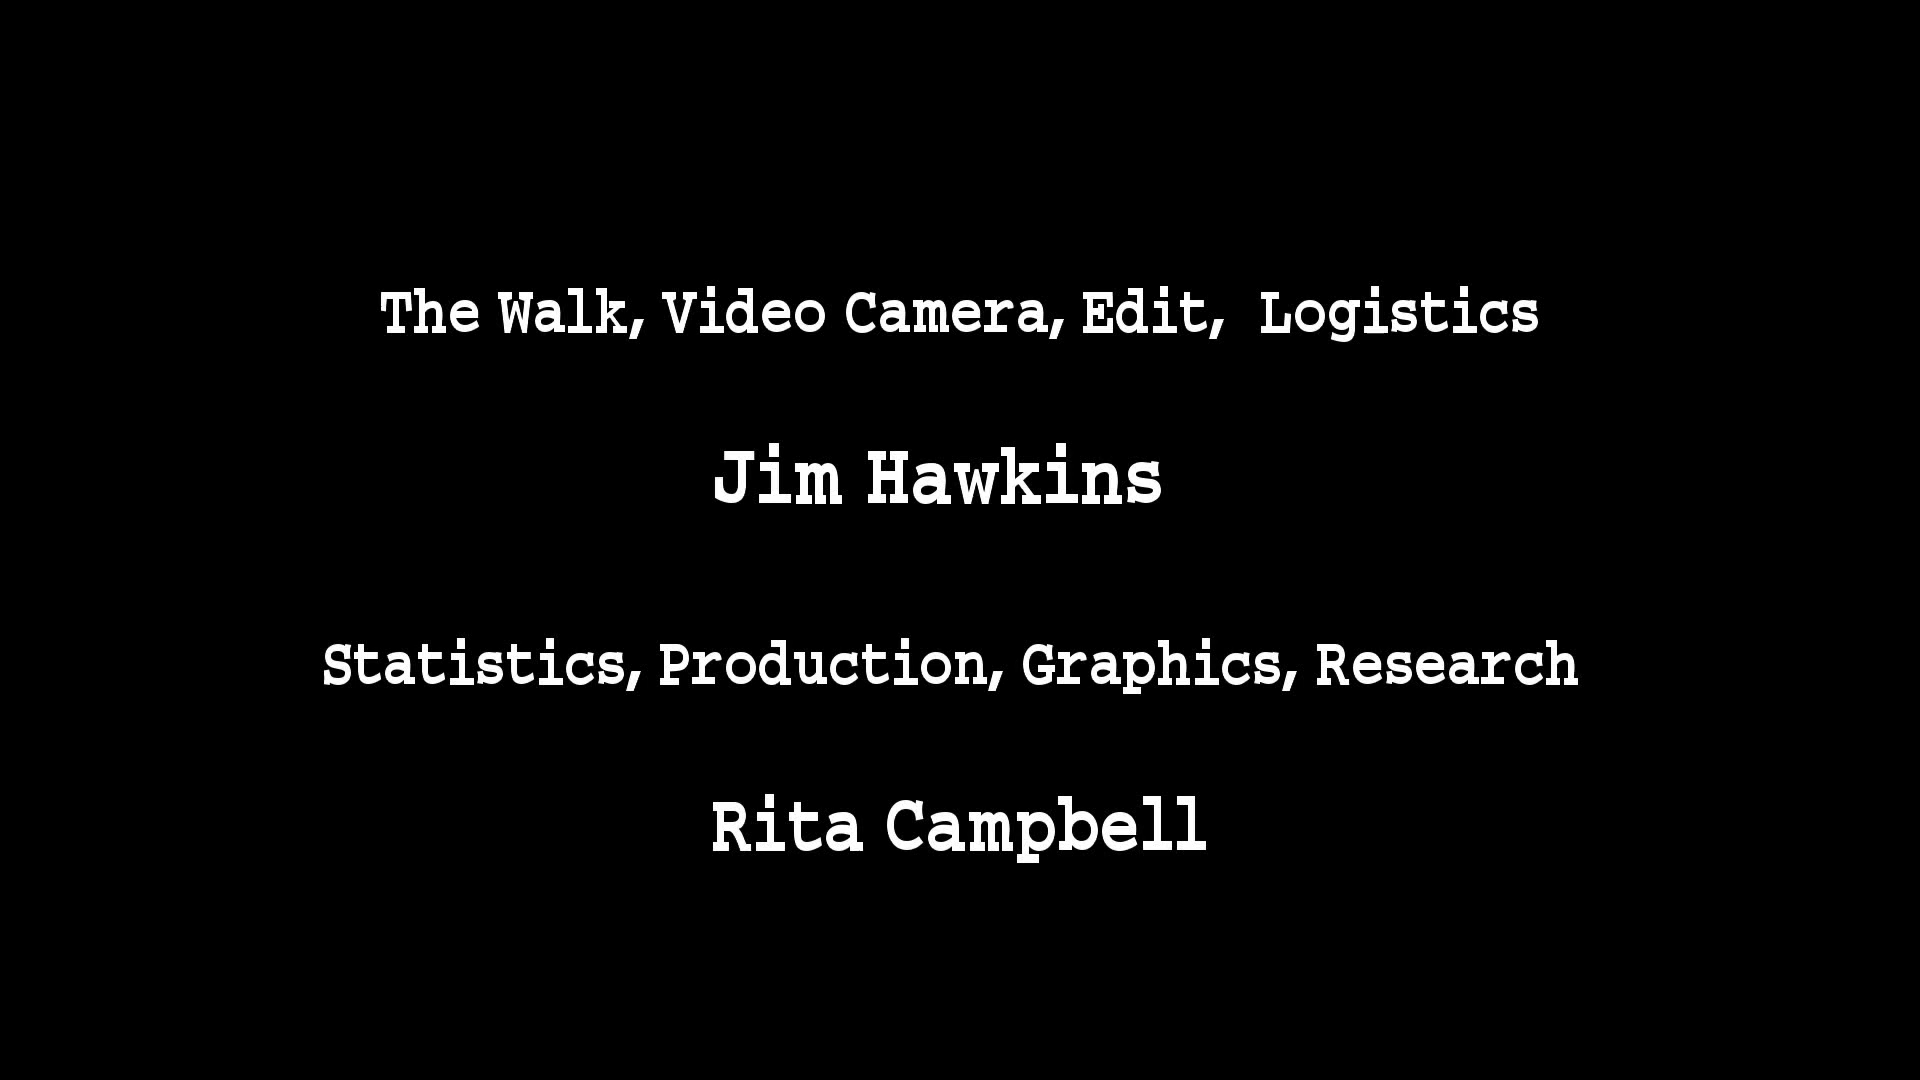 The Walk, Video Camera, Edit, Logistics
Jim Hawkins
Statistics, Production, Graphics, Research
Rita Campbell